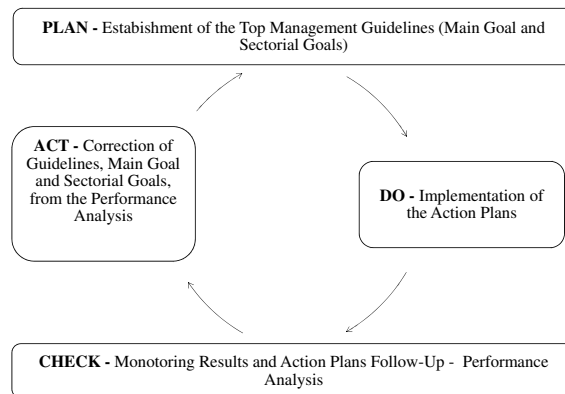 PLAN - Estabishment of the Top Management Guidelines (Main Goal and
Sectorial Goals)
ACT - Correction of
Guidelines, Main Goal
and Sectorial Goals,
from the Performance
Analysis
DO - Implementation of
the Action Plans
CHECK - Monotoring Results and Action Plans Follow-Up - Performance
Analysis